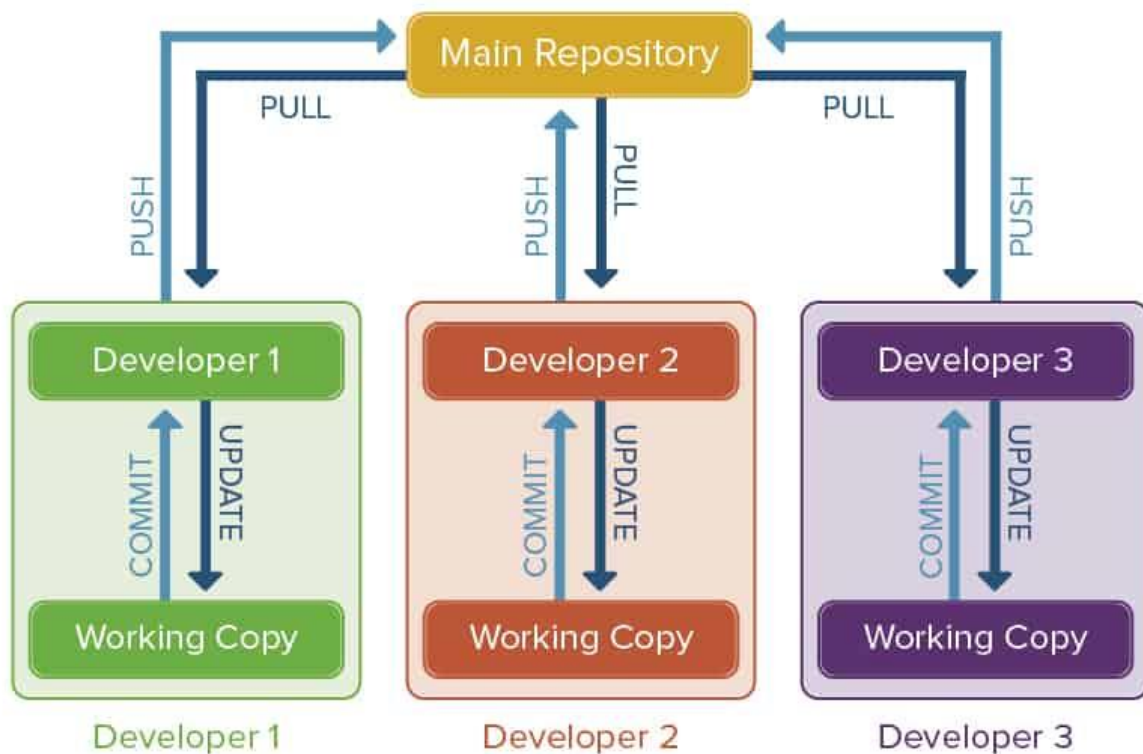 Main Repository
PULL
PULL
PUSH
PUSH
PULL
PUSH
Developer 1
Developer 2
Developer 3
COMMIT
UPDATE
COMMIT
UPDATE
COMMIT
UPDATE
Working Copy
Working Copy
Working Copy
Developer 1
Developer 2
Developer 3